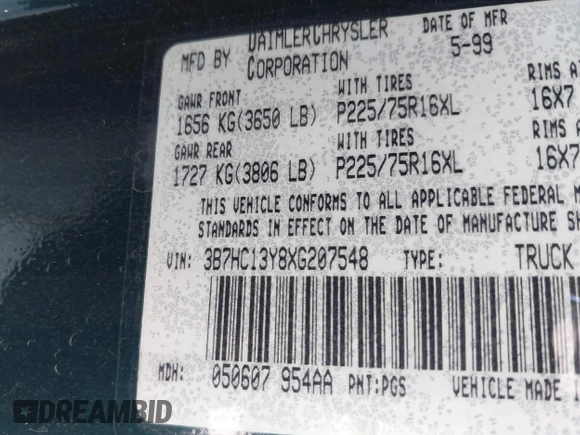 MFD BY DAIMLERCHRYSLER CORPORATION
DATE OF MFR 5-99
GAWR FRONT WITH TIRES RIMS
1656 KG(3650 LB) P225/75R16XL 16X7
GAWR REAR WITH TIRES RIMS
1727 KG(3806 LB) P225/75R16XL 16X7
THIS VEHICLE CONFORMS TO ALL APPLICABLE FEDERAL
STANDARDS IN EFFECT ON THE DATE OF MANUFACTURE
VIN: 3B7HC13Y8XG207548 TYPE: TRUCK
MDH: 050607 954AA PNT:PGS VEHICLE MADE
DREAMBID